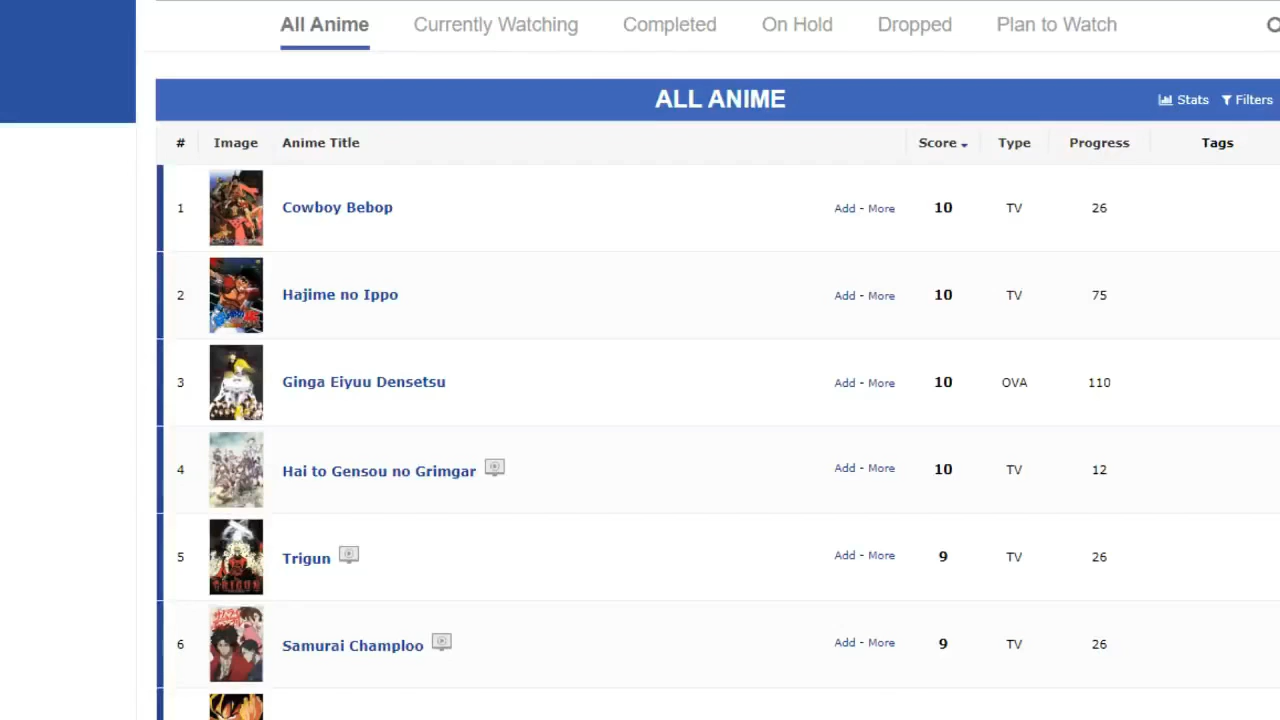 All Anime Currently Watching Completed On Hold Dropped Plan to Watch
ALL ANIME Stats Filters
# Image Anime Title Score Type Progress Tags
1 Cowboy Bebop Add - More 10 TV 26
2 Hajime no Ippo Add - More 10 TV 75
3 Ginga Eiyuu Densetsu Add - More 10 OVA 110
4 Hai to Gensou no Grimgar Add - More 10 TV 12
5 Trigun Add - More 9 TV 26
6 Samurai Champloo Add - More 9 TV 26